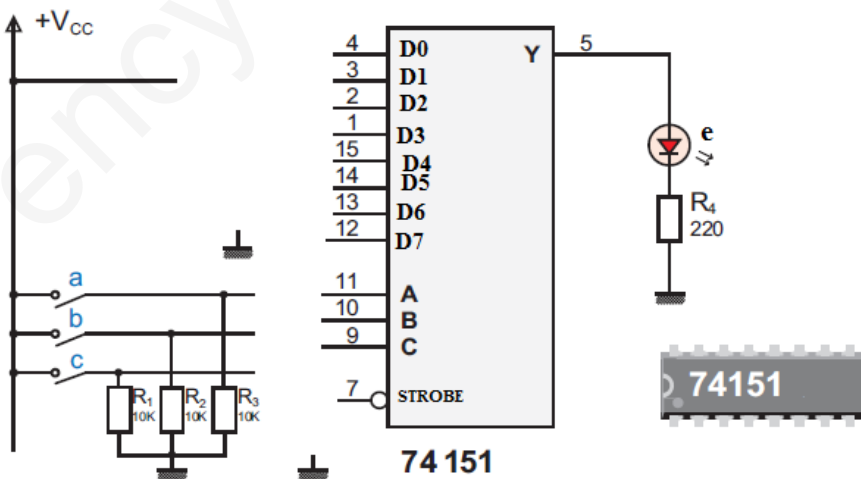 +VCC
4 D0 Y 5
3 D1
2 D2
1 D3
15 D4
14 D5
13 D6
12 D7
e
R4
220
a
b
c
11 A
10 B
9 C
R1
10K
R2
10K
R3
10K
7 STROBE
74151
74 151
ency